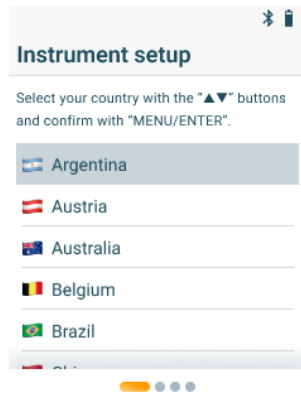 Instrument setup
Select your country with the “▲▼” buttons
and confirm with “MENU/ENTER”.
Argentina
Austria
Australia
Belgium
Brazil